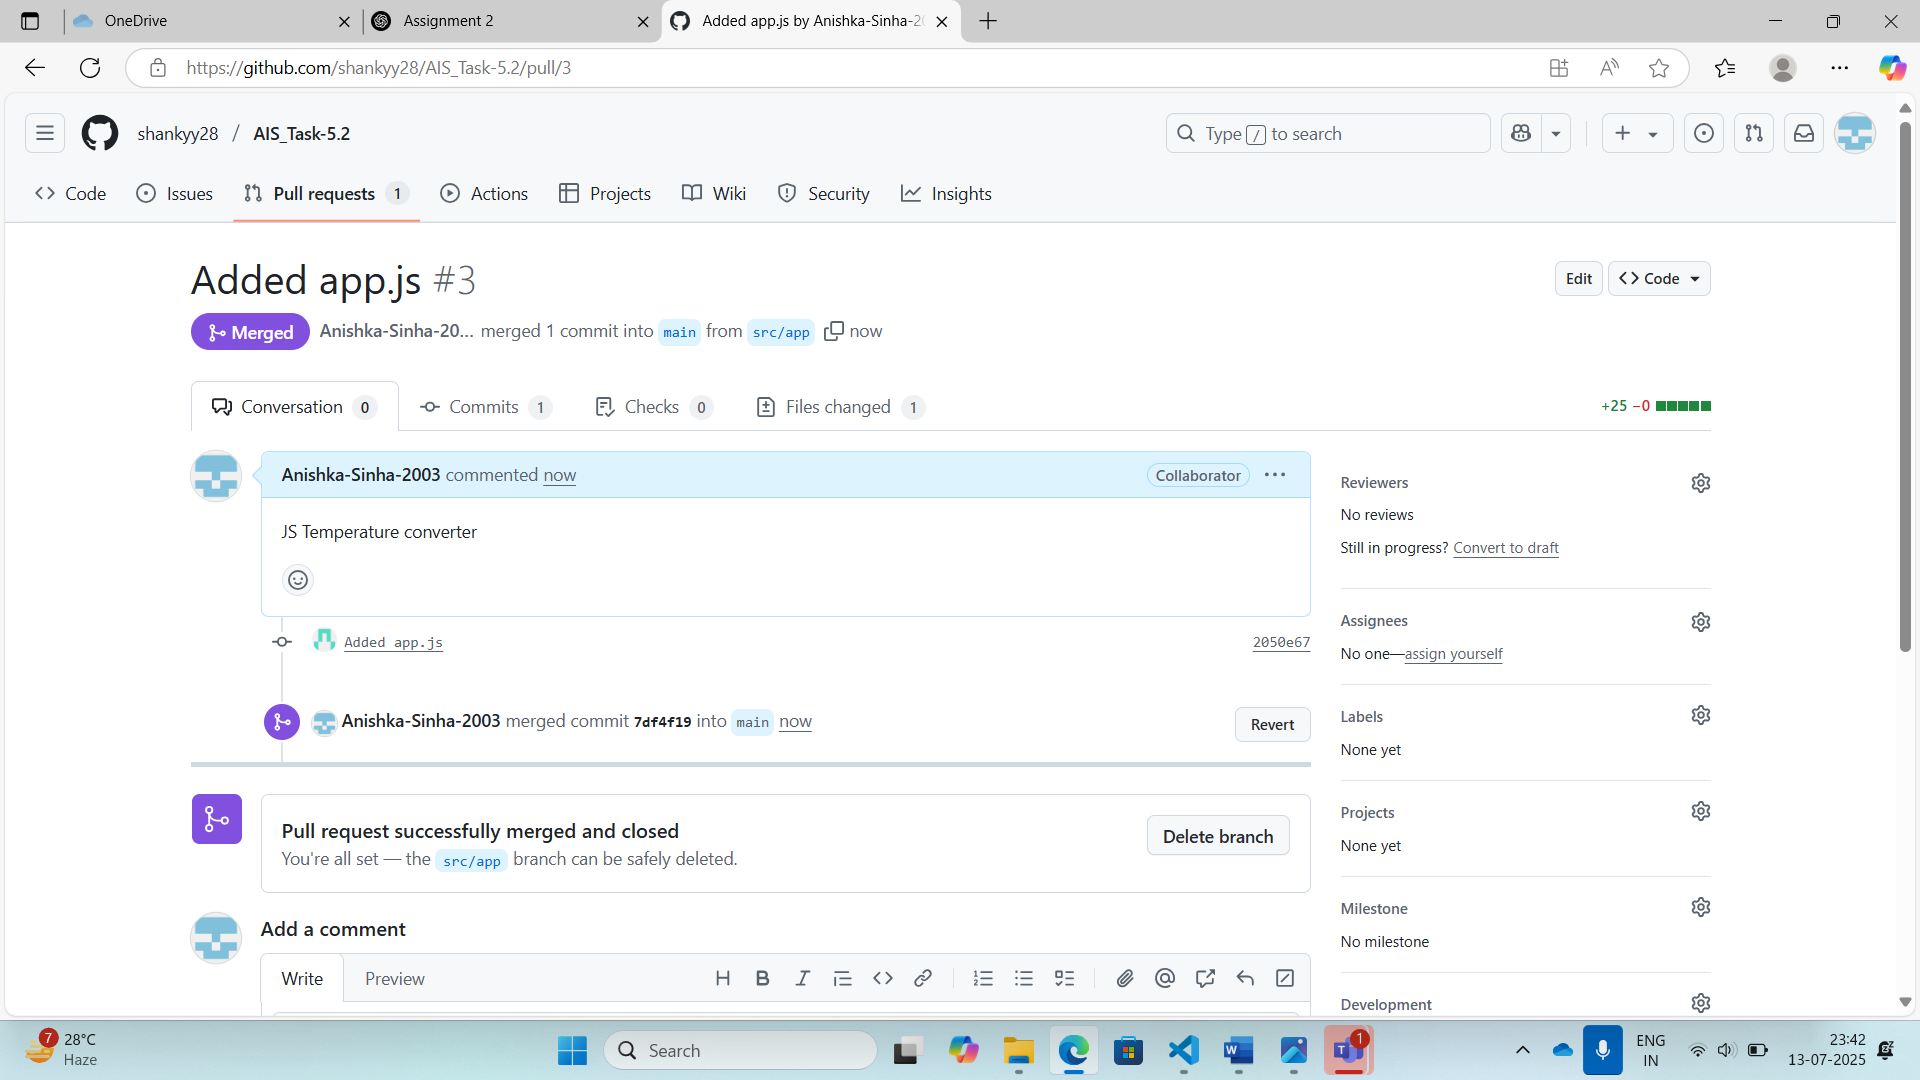 OneDrive
Assignment 2
Added app.js by Anishka-Sinha-20
https://github.com/shankyy28/AIS_Task-5.2/pull/3
shankyy28 / AIS_Task-5.2
Type / to search
Code
Issues
Pull requests 1
Actions
Projects
Wiki
Security
Insights
Added app.js #3
Edit
Code
Merged
Anishka-Sinha-20... merged 1 commit into main from src/app now
Conversation 0
Commits 1
Checks 0
Files changed 1
+25 −0
Anishka-Sinha-2003 commented now
Collaborator
JS Temperature converter
Added app.js
2050e67
Anishka-Sinha-2003 merged commit 7df4f19 into main now
Revert
Pull request successfully merged and closed
You're all set — the src/app branch can be safely deleted.
Delete branch
Add a comment
Write
Preview
Reviewers
No reviews
Still in progress? Convert to draft
Assignees
No one—assign yourself
Labels
None yet
Projects
None yet
Milestone
No milestone
Development
7
28°C
Haze
Search
1
ENG
IN
23:42
13-07-2025